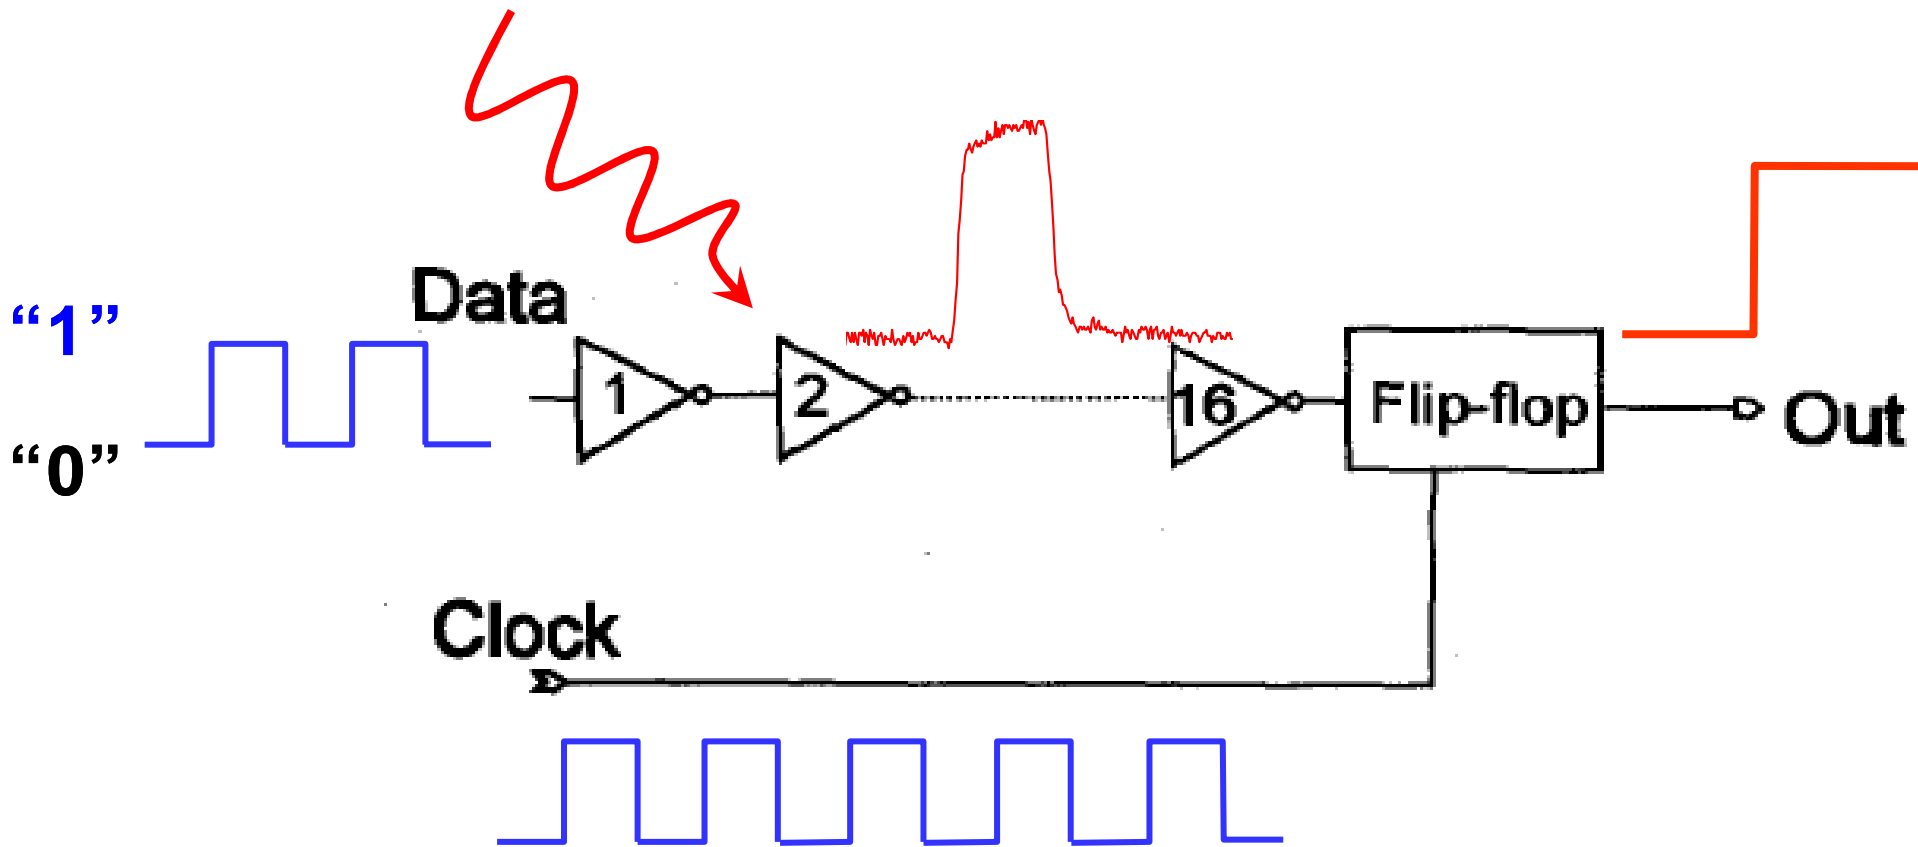 Data
“1”
“0”
1
2
16
Flip-flop
Out
Clock